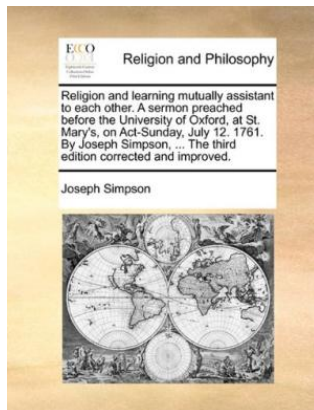 ECCO
Religion and Philosophy
Religion and learning mutually assistant
to each other. A sermon preached
before the University of Oxford, at St.
Mary's, on Act-Sunday, July 12. 1761.
By Joseph Simpson, ... The third
edition corrected and improved.
Joseph Simpson